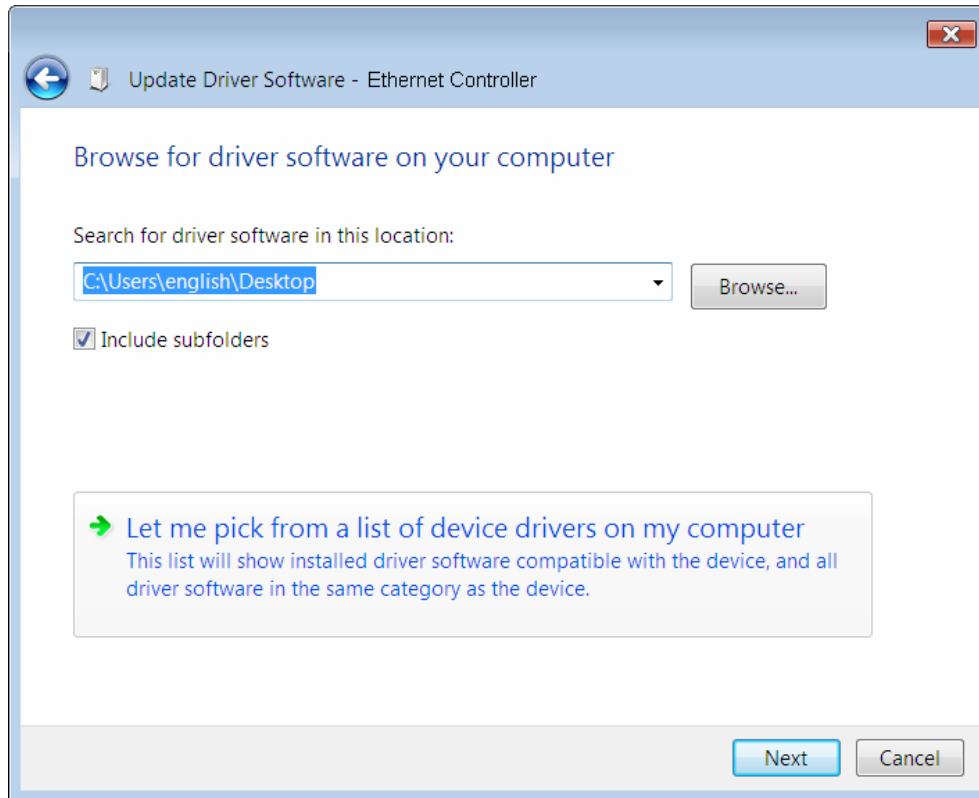 Update Driver Software - Ethernet Controller
Browse for driver software on your computer
Search for driver software in this location:
C:\Users\english\Desktop
Browse...
Include subfolders
Let me pick from a list of device drivers on my computer
This list will show installed driver software compatible with the device, and all
driver software in the same category as the device.
Next
Cancel